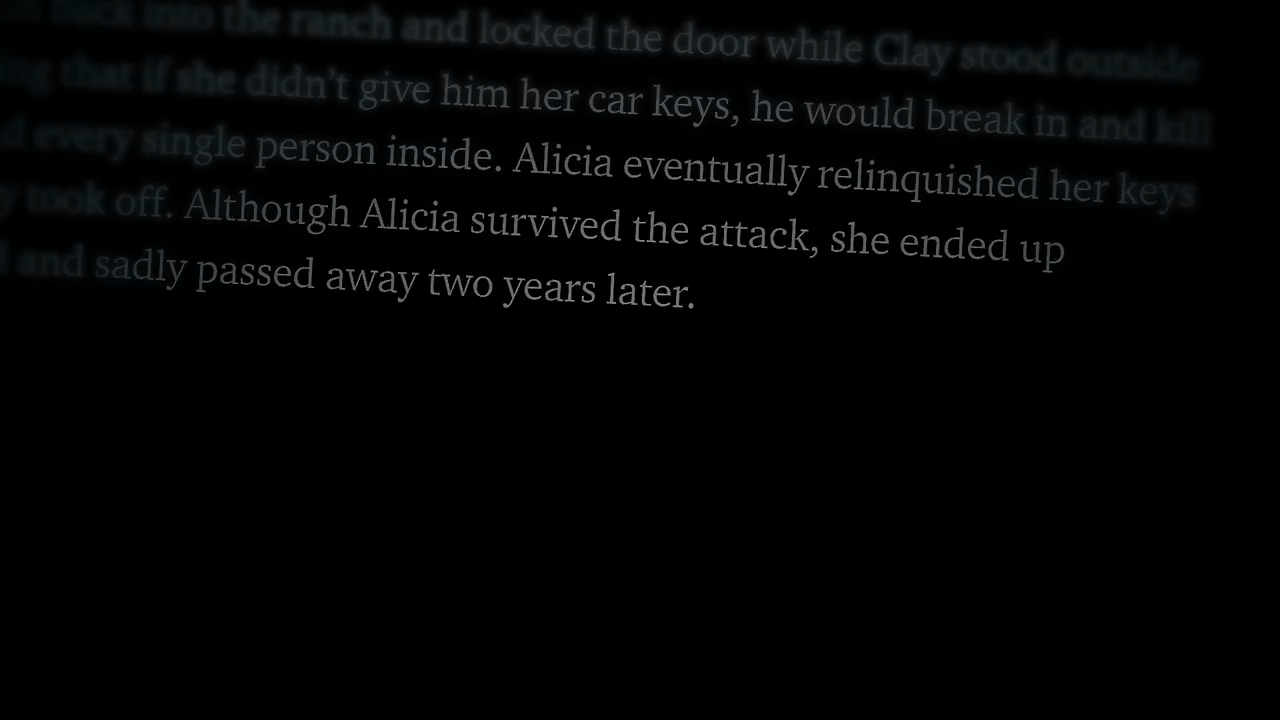 back into the ranch and locked the door while Clay stood outside
that if she didn’t give him her car keys, he would break in and kill
every single person inside. Alicia eventually relinquished her keys
took off. Although Alicia survived the attack, she ended up
and sadly passed away two years later.